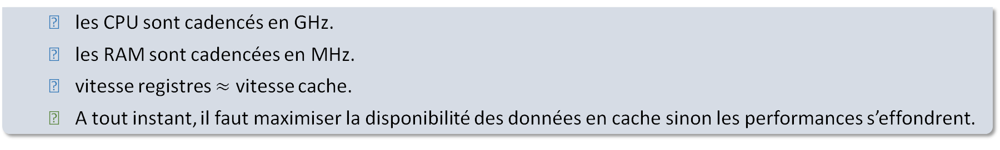 les CPU sont cadencés en GHz.
les RAM sont cadencées en MHz.
vitesse registres ≈ vitesse cache.
A tout instant, il faut maximiser la disponibilité des données en cache sinon les performances s’effondrent.